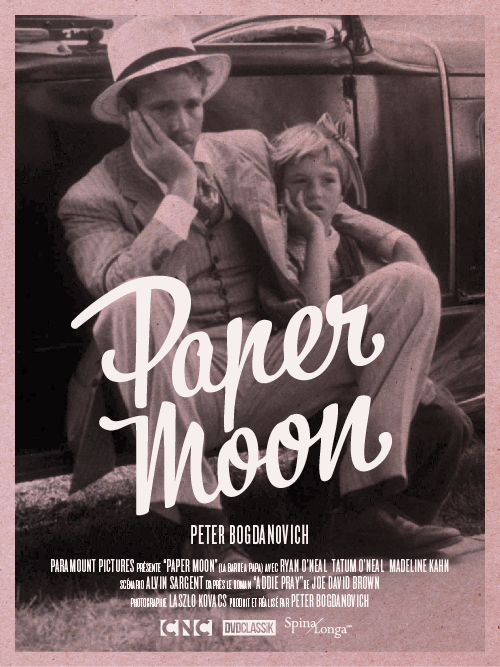 Paper
Moon
PETER BOGDANOVICH
PARAMOUNT PICTURES PRÉSENTE "PAPER MOON" (LA BARBEA PAPA) AVEC RYAN O'NEAL TATUM O'NEAL MADELINE KAHN
SCÉNARIO ALVIN SARGENT D'APRÈS LE ROMAN "ADDIE PRAY" DE JOE DAVID BROWN
PHOTOGRAPHIE LASZLO KOVACS PRODUIT ET RÉALISÉ PAR PETER BOGDANOVICH
CNC DVDCLASSIK Spina Longa